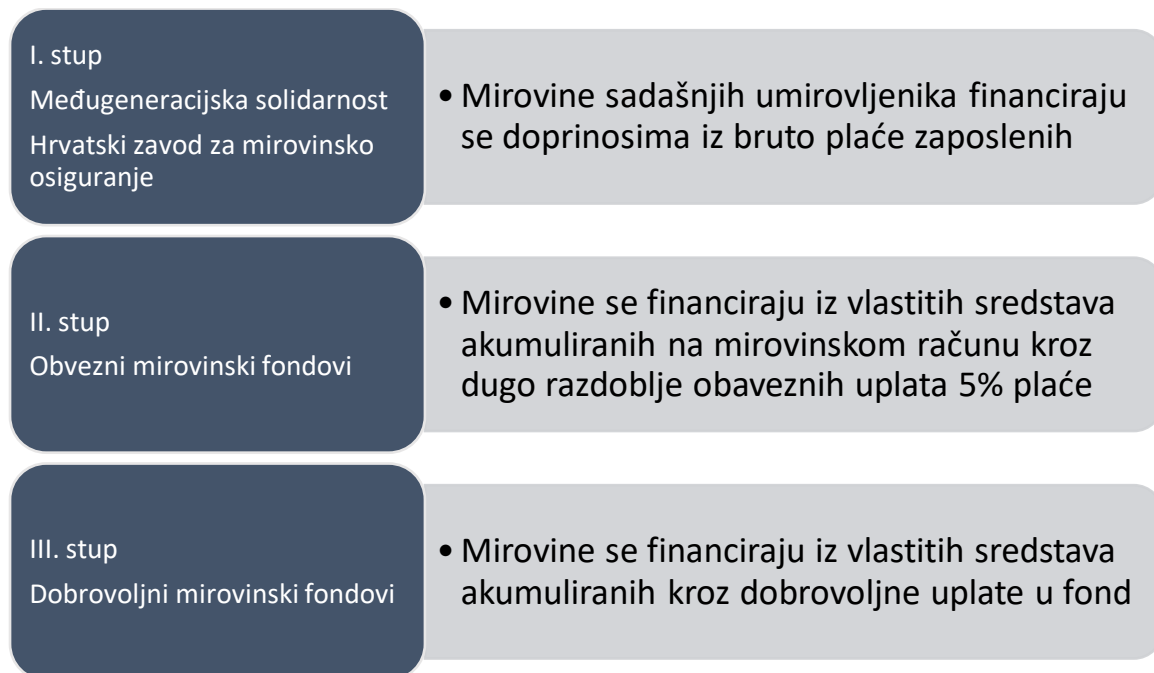 I. stup
Međugeneracijska solidarnost
Hrvatski zavod za mirovinsko
osiguranje
• Mirovine sadašnjih umirovljenika financiraju
se doprinosima iz bruto plaće zaposlenih
II. stup
Obvezni mirovinski fondovi
• Mirovine se financiraju iz vlastitih sredstava
akumuliranih na mirovinskom računu kroz
dugo razdoblje obaveznih uplata 5% plaće
III. stup
Dobrovoljni mirovinski fondovi
• Mirovine se financiraju iz vlastitih sredstava
akumuliranih kroz dobrovoljne uplate u fond